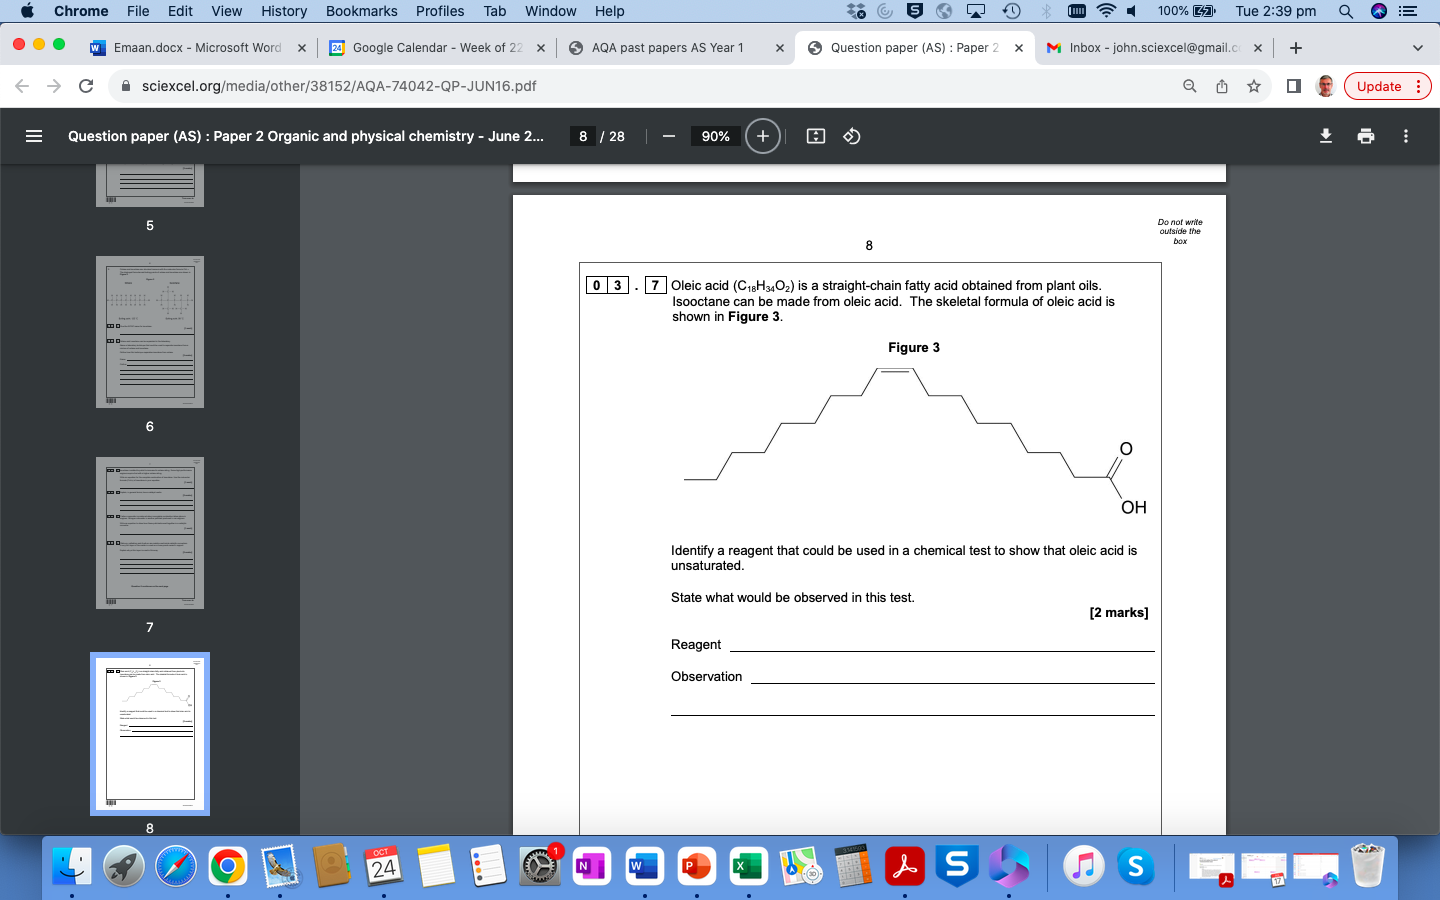 Chrome File Edit View History Bookmarks Profiles Tab Window Help 100% Tue 2:39 pm
Emaan.docx - Microsoft Word
Google Calendar - Week of 22
AQA past papers AS Year 1
Question paper (AS) : Paper 2
Inbox - john.sciexcel@gmail.c
sciexcel.org/media/other/38152/AQA-74042-QP-JUN16.pdf
Update
Question paper (AS) : Paper 2 Organic and physical chemistry - June 2...
8 / 28
90%
5
6
7
8
Do not write
outside the
box
8
0 3 . 7 Oleic acid (C₁₈H₃₄O₂) is a straight-chain fatty acid obtained from plant oils.
Isooctane can be made from oleic acid. The skeletal formula of oleic acid is
shown in Figure 3.
Figure 3
O
OH
Identify a reagent that could be used in a chemical test to show that oleic acid is
unsaturated.
State what would be observed in this test.
[2 marks]
Reagent
Observation
OCT
24
1
N
W
P
X
S
S
17